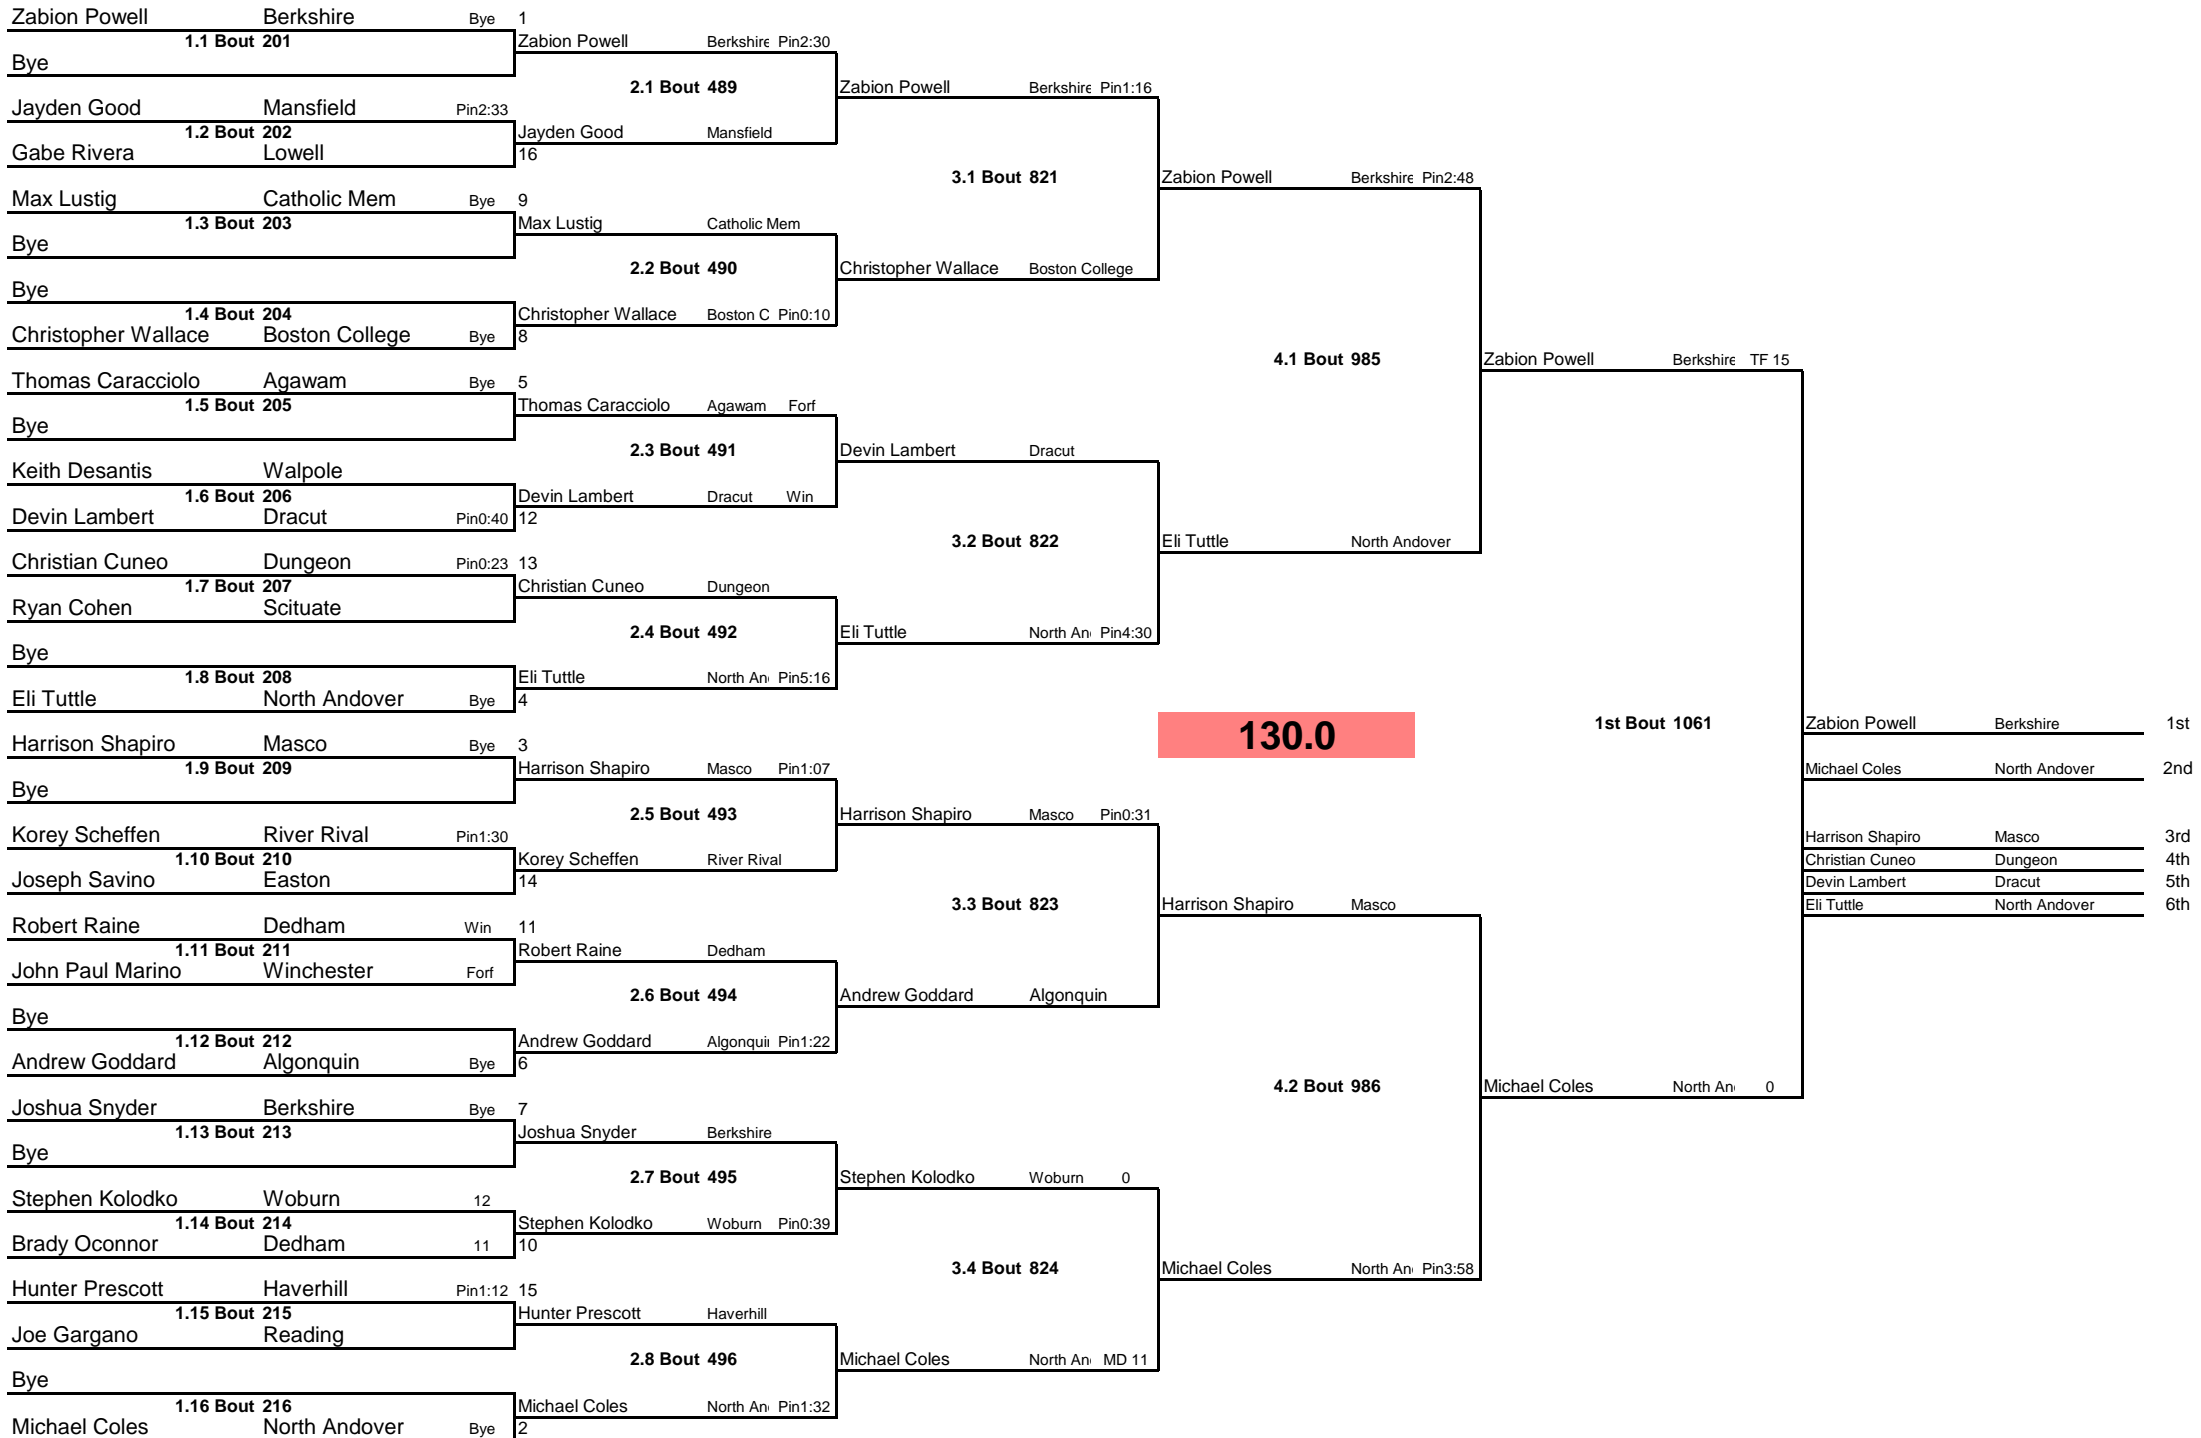 Zabion Powell Berkshire Bye 1
1.1 Bout 201
Bye
Jayden Good Mansfield Pin2:33
1.2 Bout 202
Gabe Rivera Lowell 16
Max Lustig Catholic Mem Bye 9
1.3 Bout 203
Bye
Bye
1.4 Bout 204
Christopher Wallace Boston College Bye 8
Thomas Caracciolo Agawam Bye 5
1.5 Bout 205
Bye
Keith Desantis Walpole
1.6 Bout 206
Devin Lambert Dracut Pin0:40 12
Christian Cuneo Dungeon Pin0:23 13
1.7 Bout 207
Ryan Cohen Scituate
Bye
1.8 Bout 208
Eli Tuttle North Andover Bye 4
Harrison Shapiro Masco Bye 3
1.9 Bout 209
Bye
Korey Scheffen River Rival Pin1:30
1.10 Bout 210
Joseph Savino Easton 14
Robert Raine Dedham Win 11
1.11 Bout 211
John Paul Marino Winchester Forf
Bye
1.12 Bout 212
Andrew Goddard Algonquin Bye 6
Joshua Snyder Berkshire Bye 7
1.13 Bout 213
Bye
Stephen Kolodko Woburn 12
1.14 Bout 214
Brady Oconnor Dedham 11 10
Hunter Prescott Haverhill Pin1:12 15
1.15 Bout 215
Joe Gargano Reading
Bye
1.16 Bout 216
Michael Coles North Andover Bye 2
Zabion Powell Berkshire Pin2:30
2.1 Bout 489
Jayden Good Mansfield
Max Lustig Catholic Mem
2.2 Bout 490
Christopher Wallace Boston C Pin0:10
Thomas Caracciolo Agawam Forf
2.3 Bout 491
Devin Lambert Dracut Win
Christian Cuneo Dungeon
2.4 Bout 492
Eli Tuttle North An Pin5:16
Harrison Shapiro Masco Pin1:07
2.5 Bout 493
Korey Scheffen River Rival
Robert Raine Dedham
2.6 Bout 494
Andrew Goddard Algonqui Pin1:22
Joshua Snyder Berkshire
2.7 Bout 495
Stephen Kolodko Woburn Pin0:39
Hunter Prescott Haverhill
2.8 Bout 496
Michael Coles North An Pin1:32
Zabion Powell Berkshire Pin1:16
3.1 Bout 821
Christopher Wallace Boston College
Devin Lambert Dracut
3.2 Bout 822
Eli Tuttle North An Pin4:30
Harrison Shapiro Masco Pin0:31
3.3 Bout 823
Andrew Goddard Algonquin
Stephen Kolodko Woburn 0
3.4 Bout 824
Michael Coles North An MD 11
Zabion Powell Berkshire Pin2:48
4.1 Bout 985
Eli Tuttle North Andover
130.0
Harrison Shapiro Masco
4.2 Bout 986
Michael Coles North An Pin3:58
Zabion Powell Berkshire TF 15
1st Bout 1061
Michael Coles North An 0
Zabion Powell Berkshire 1st
Michael Coles North Andover 2nd
Harrison Shapiro Masco 3rd
Christian Cuneo Dungeon 4th
Devin Lambert Dracut 5th
Eli Tuttle North Andover 6th